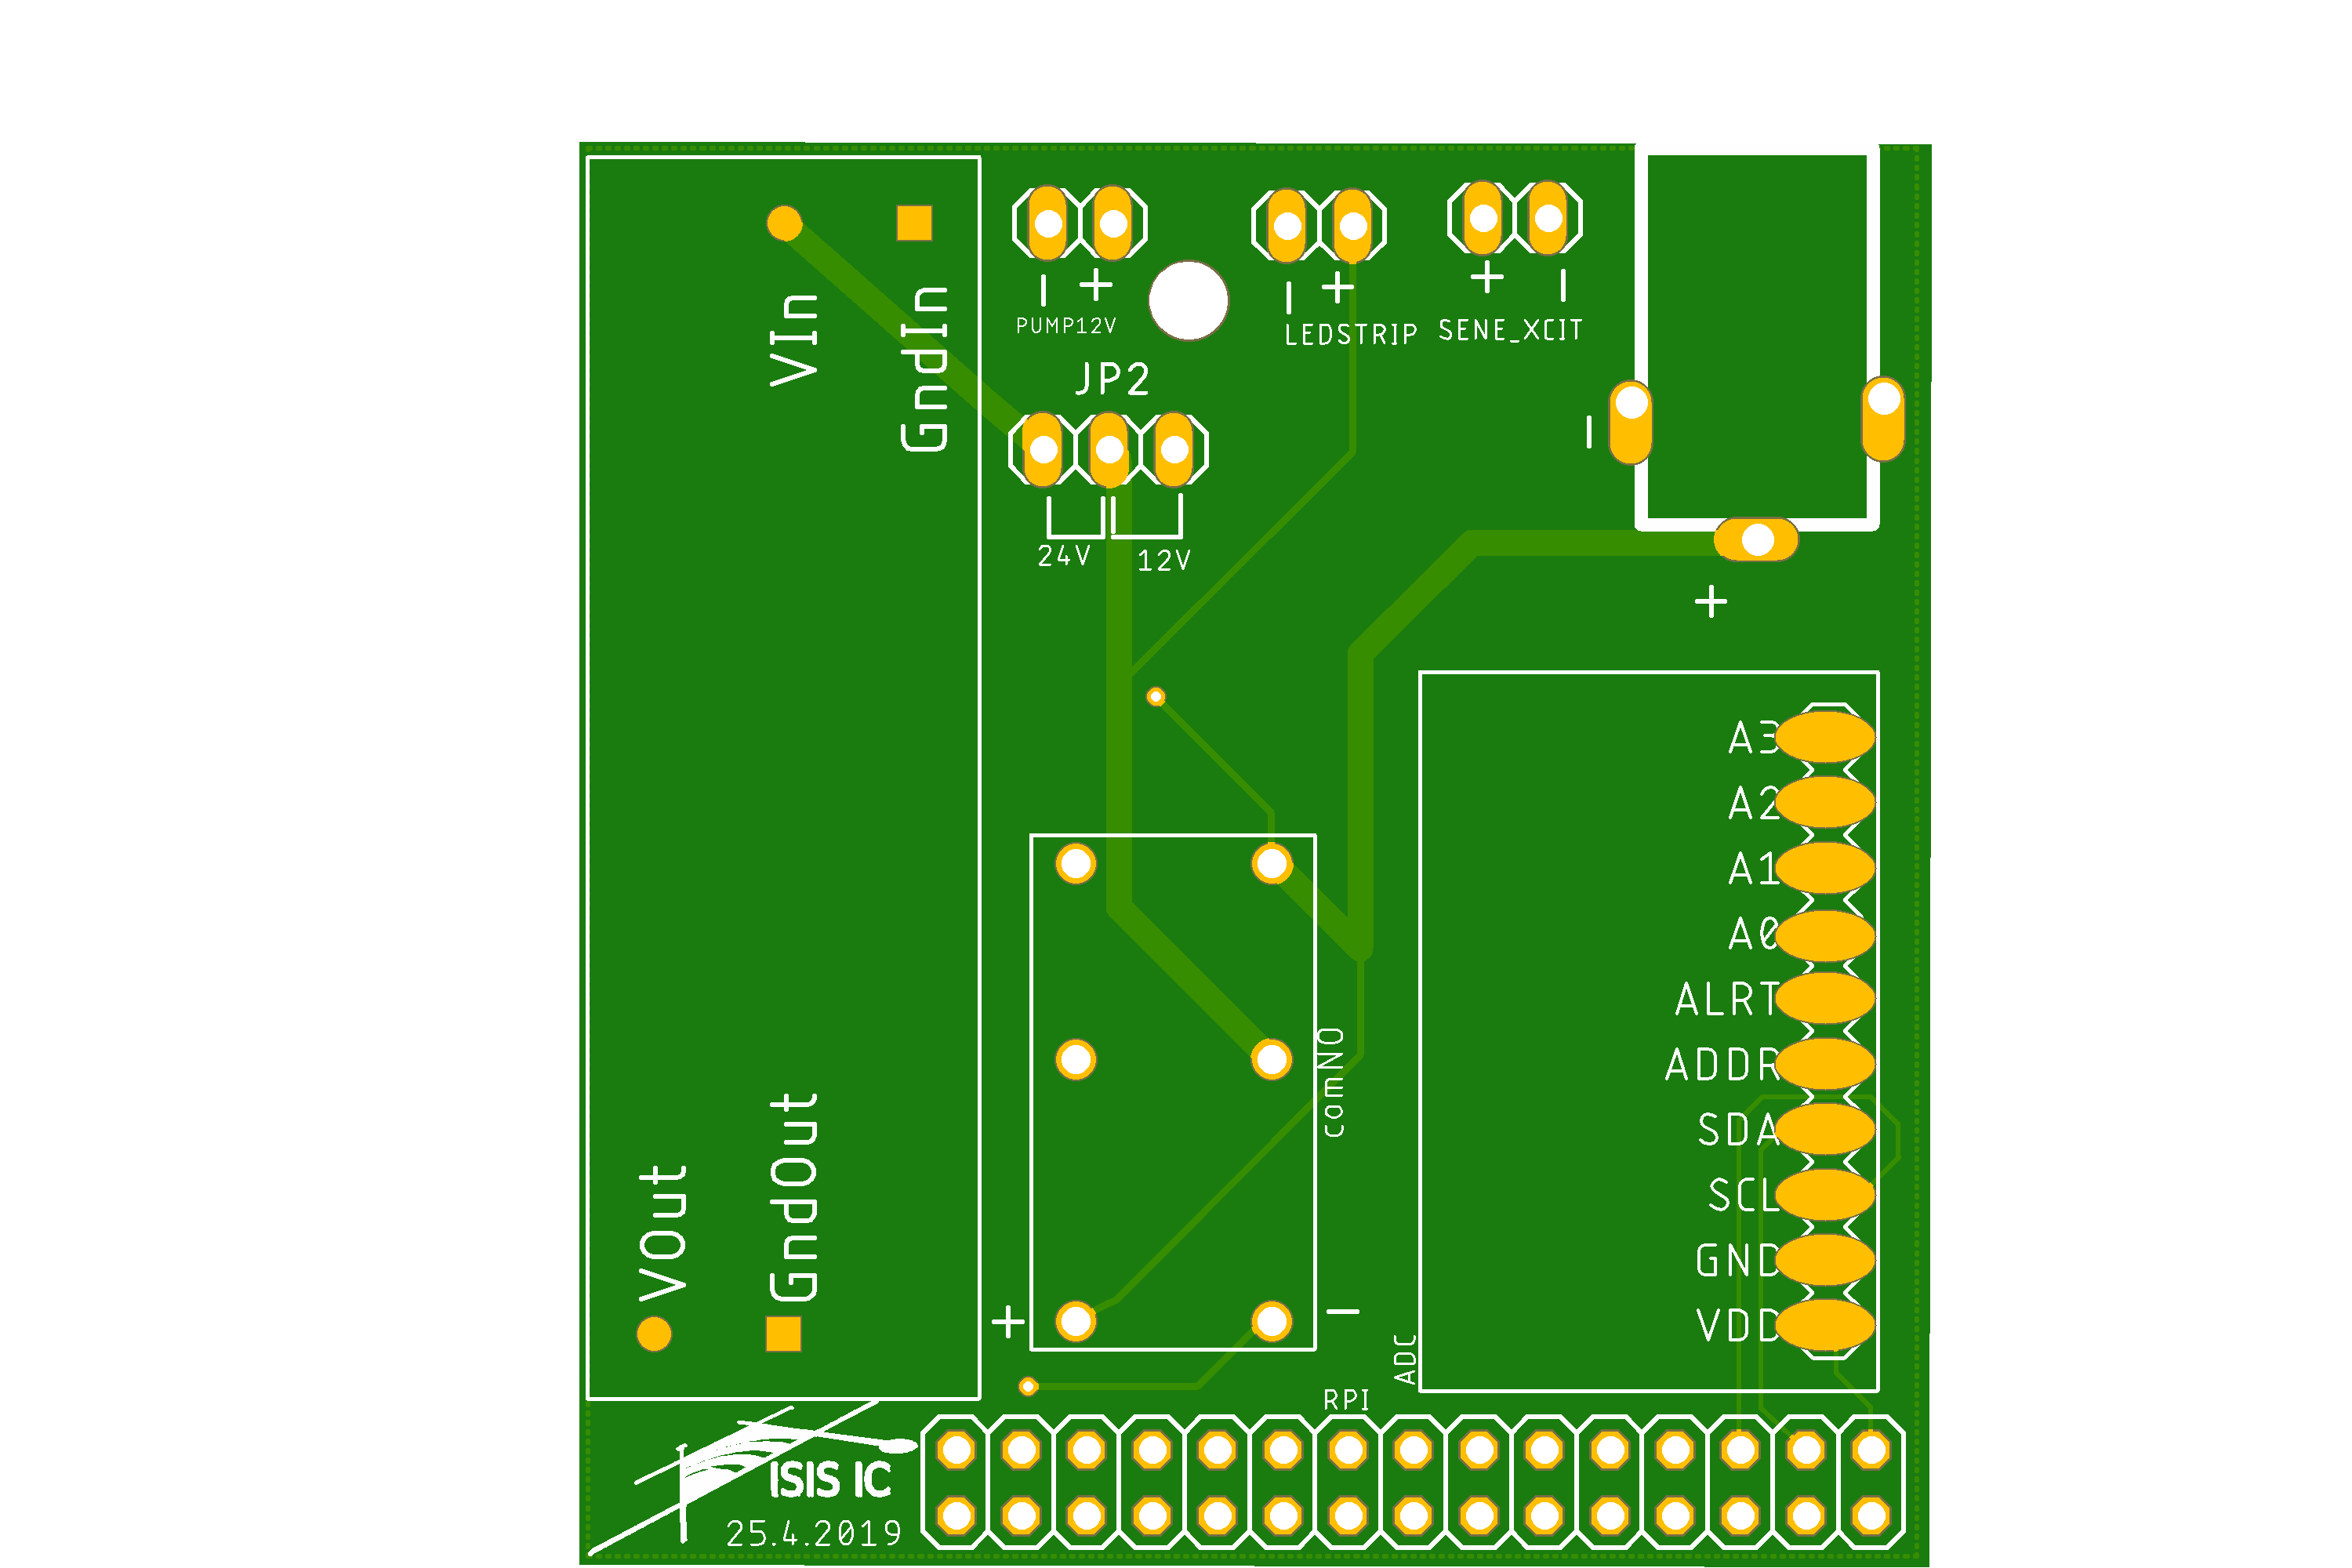 VIn
GndIn
− +
PUMP12V
− +
LEDSTRIP
+ −
SENE_XCIT
JP2
24V
12V
−
+
A3
A2
A1
A0
ALRT
ADDR
SDA
SCL
GND
VDD
ADC
comNO
+ −
VOut
GndOut
RPI
ISIS IC
25.4.2019